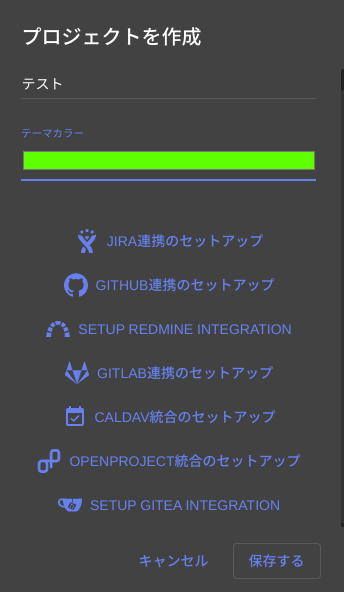 プロジェクトを作成
テスト
テーマカラー
JIRA連携のセットアップ
GITHUB連携のセットアップ
SETUP REDMINE INTEGRATION
GITLAB連携のセットアップ
CALDAV統合のセットアップ
OPENPROJECT統合のセットアップ
SETUP GITEA INTEGRATION
キャンセル 保存する